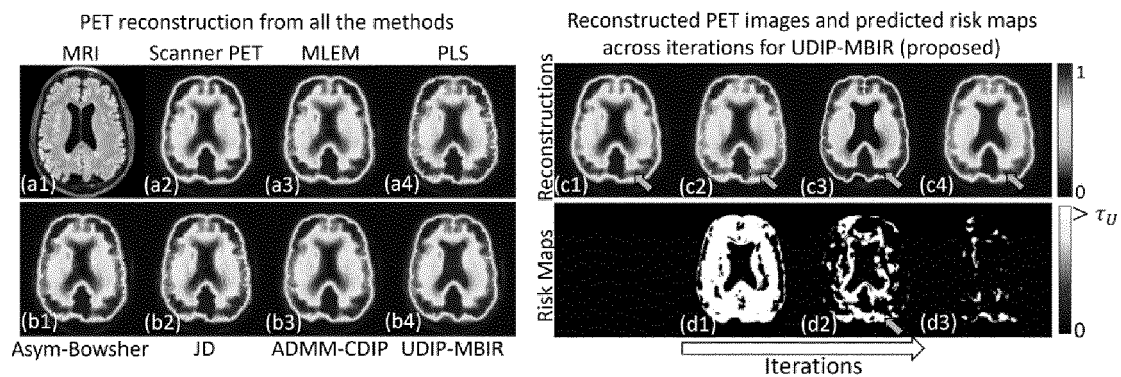 PET reconstruction from all the methods
MRI Scanner PET MLEM PLS
(a1) (a2) (a3) (a4)
(b1) (b2) (b3) (b4)
Asym-Bowsher JD ADMM-CDIP UDIP-MBIR
Reconstructed PET images and predicted risk maps
across iterations for UDIP-MBIR (proposed)
Reconstructions
(c1) (c2) (c3) (c4)
1
0
Risk Maps
(d1) (d2) (d3)
> τU
0
Iterations